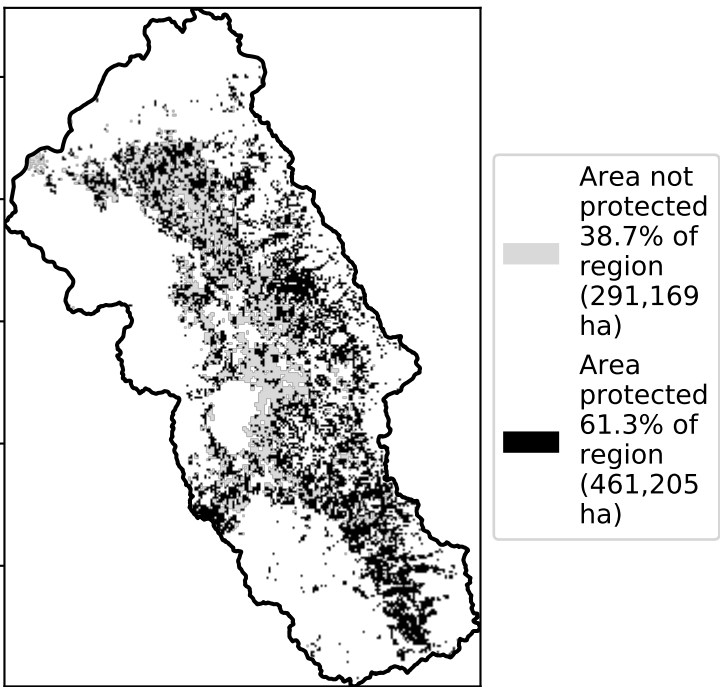 Area not
protected
38.7% of
region
(291,169
ha)
Area
protected
61.3% of
region
(461,205
ha)